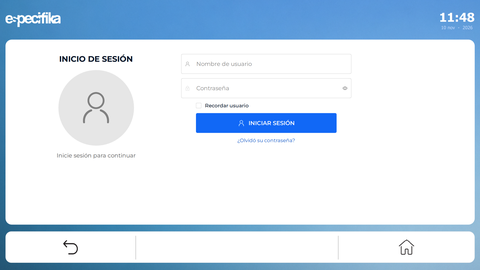 e-pecifika
11:48
INICIO DE SESIÓN
Inicie sesión para continuar
Nombre de usuario
Contraseña
Recordar usuario
INICIAR SESIÓN
¿Olvidó su contraseña?